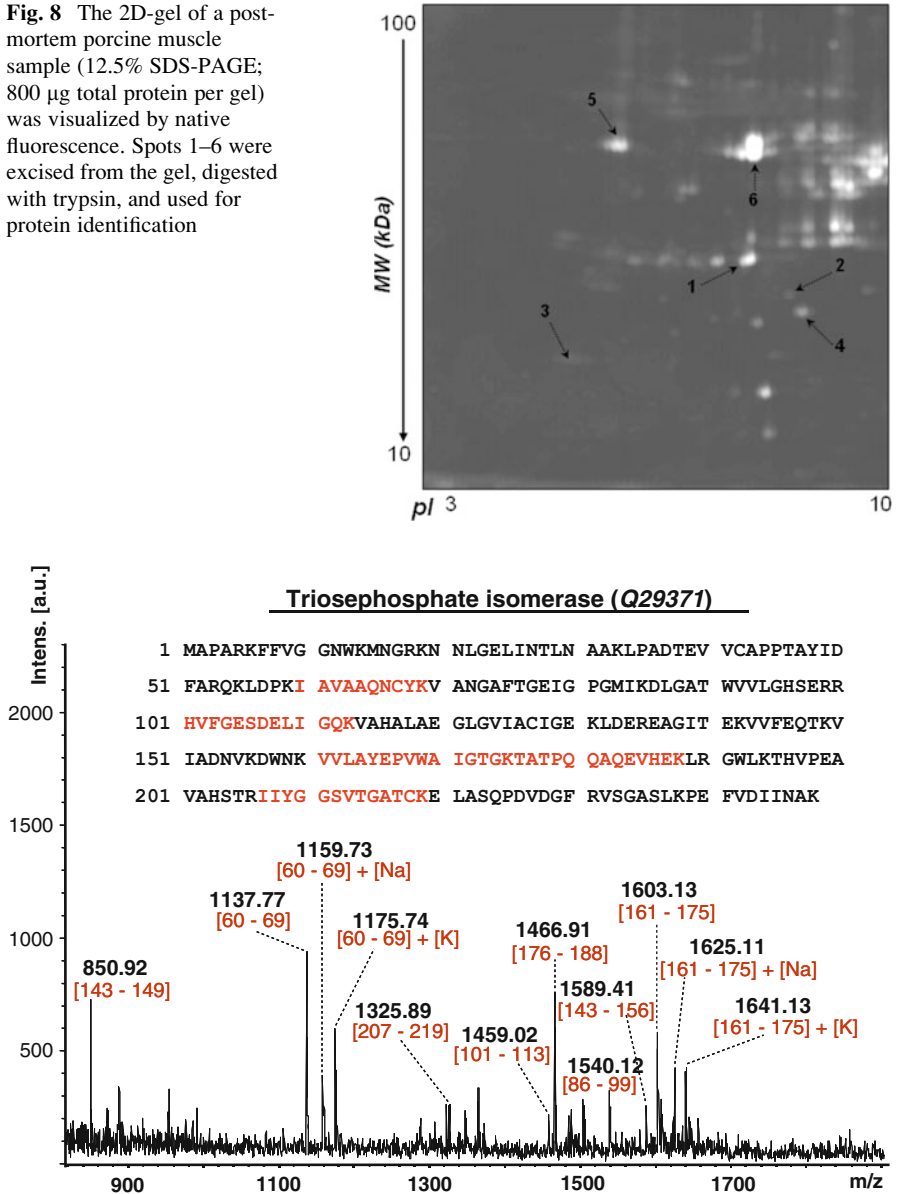 Fig. 8 The 2D-gel of a post-
mortem porcine muscle
sample (12.5% SDS-PAGE;
800 μg total protein per gel)
was visualized by native
fluorescence. Spots 1–6 were
excised from the gel, digested
with trypsin, and used for
protein identification
100
MW (kDa)
10
5
6
1
2
3
4
pI 3
10
Intens. [a.u.]
Triosephosphate isomerase (Q29371)
1 MAPARKFFVG GNWKMNGRKN NLGELINTLN AAKLPADTEV VCAPPTAYID
51 FARQKLDPKI AVAAQNCYKV ANGAFTGEIG PGMIKDLGAT WVVLGHSERR
101 HVFGESDELI GQKVAHALAE GLGVIACIGE KLDEREAGIT EKVVFEQTKV
151 IADNVKDWNK VVLAYEPVWA IGTGKTATPQ QAQEVHEKLR GWLKTHVPEA
201 VAHSTRIIYG GSVTGATCKE LASQPDVDGF RVSGASLKPE FVDIINAK
2000
1500
1000
500
850.92
[143 - 149]
1137.77
[60 - 69]
1159.73
[60 - 69] + [Na]
1175.74
[60 - 69] + [K]
1325.89
[207 - 219]
1459.02
[101 - 113]
1466.91
[176 - 188]
1540.12
[86 - 99]
1589.41
[143 - 156]
1603.13
[161 - 175]
1625.11
[161 - 175] + [Na]
1641.13
[161 - 175] + [K]
900 1100 1300 1500 1700 m/z